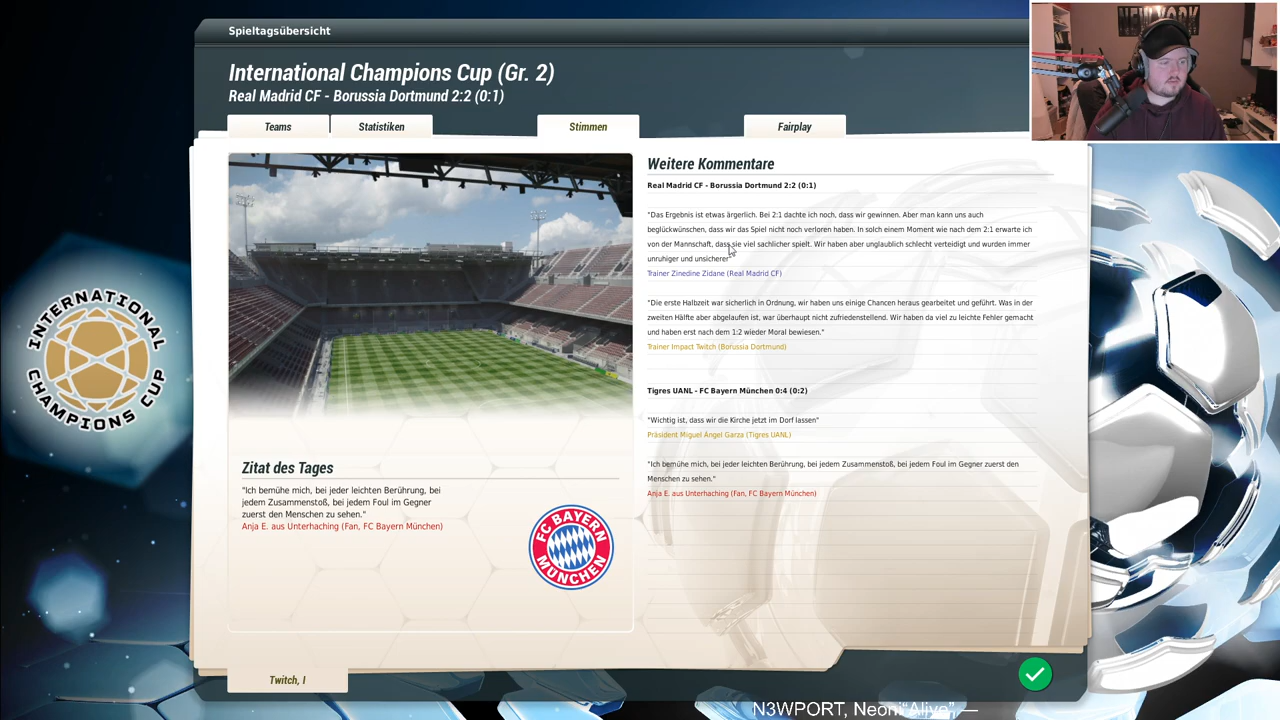 Spieltagsübersicht
International Champions Cup (Gr. 2)
Real Madrid CF - Borussia Dortmund 2:2 (0:1)
Teams
Statistiken
Stimmen
Fairplay
NEW YORK
INTERNATIONAL
CHAMPIONS CUP
Zitat des Tages
"Ich bemühe mich, bei jeder leichten Berührung, bei
jedem Zusammenstoß, bei jedem Foul im Gegner
zuerst den Menschen zu sehen."
Anja E. aus Unterhaching (Fan, FC Bayern München)
FC BAYERN
MÜNCHEN
Weitere Kommentare
Real Madrid CF - Borussia Dortmund 2:2 (0:1)
"Das Ergebnis ist etwas ärgerlich. Bei 2:1 dachte ich noch, dass wir gewinnen. Aber man kann uns auch
beglückwünschen, dass wir das Spiel nicht noch verloren haben. In solch einem Moment wie nach dem 2:1 erwarte ich
von der Mannschaft, dass sie viel sachlicher spielt. Wir haben aber unglaublich schlecht verteidigt und wurden immer
unruhiger und unsicherer"
Trainer Zinedine Zidane (Real Madrid CF)
"Die erste Halbzeit war sicherlich in Ordnung, wir haben uns einige Chancen heraus gearbeitet und geführt. Was in der
zweiten Hälfte aber abgelaufen ist, war überhaupt nicht zufriedenstellend. Wir haben da viel zu leichte Fehler gemacht
und haben erst nach dem 1:2 wieder Moral bewiesen."
Trainer Impact Twitch (Borussia Dortmund)
Tigres UANL - FC Bayern München 0:4 (0:2)
"Wichtig ist, dass wir die Kirche jetzt im Dorf lassen"
Präsident Miguel Ángel Garza (Tigres UANL)
"Ich bemühe mich, bei jeder leichten Berührung, bei jedem Zusammenstoß, bei jedem Foul im Gegner zuerst den
Menschen zu sehen."
Anja E. aus Unterhaching (Fan, FC Bayern München)
Twitch, I
N3WPORT, Neoni "Alive" —